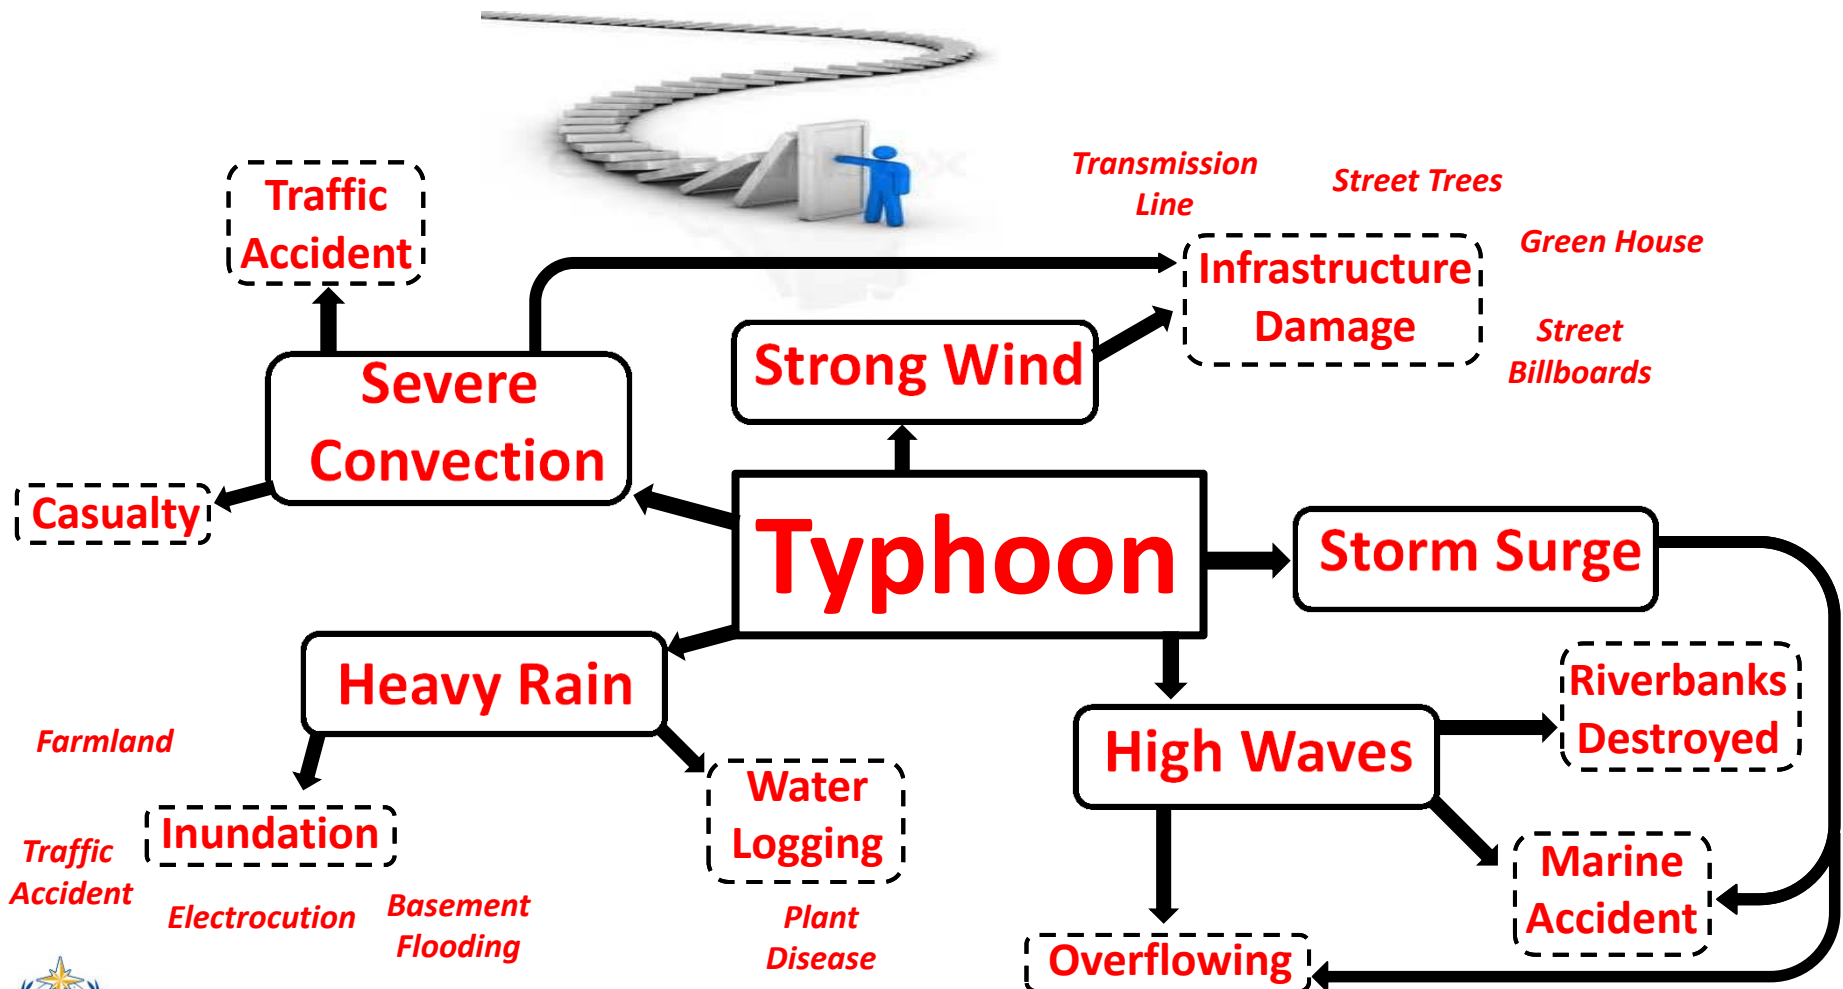 Traffic
Accident
Transmission
Line
Street Trees
Green House
Infrastructure
Damage
Street
Billboards
Severe
Convection
Strong Wind
Casualty
Typhoon
Storm Surge
Heavy Rain
Riverbanks
Destroyed
High Waves
Farmland
Inundation
Water
Logging
Traffic
Accident
Electrocution
Basement
Flooding
Plant
Disease
Marine
Accident
Overflowing